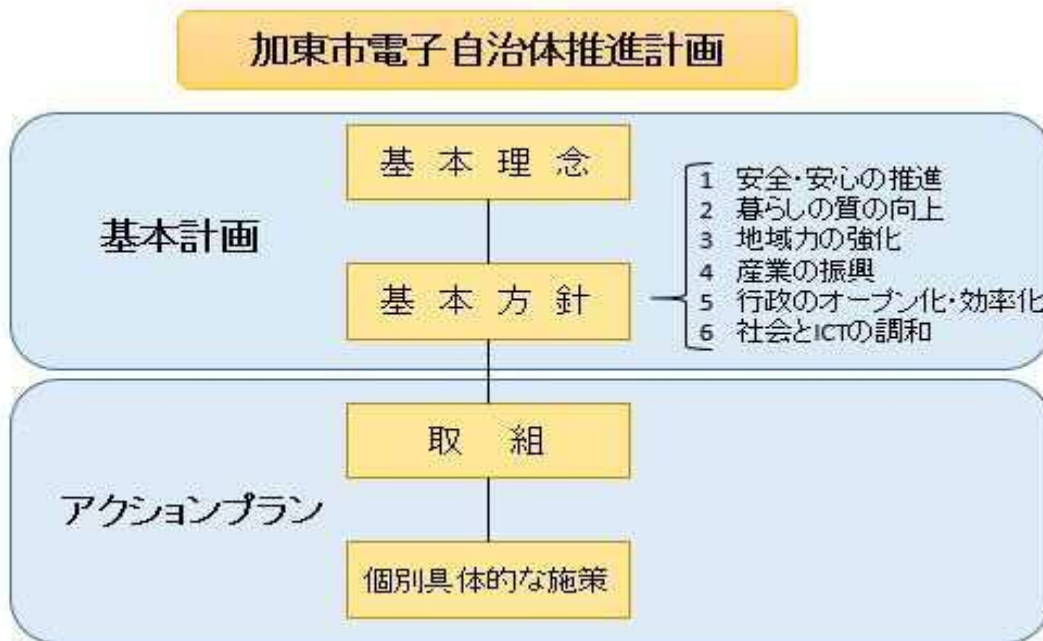 加東市電子自治体推進計画
基本計画
基本理念
基本方針
1 安全・安心の推進
2 暮らしの質の向上
3 地域力の強化
4 産業の振興
5 行政のオープン化・効率化
6 社会とICTの調和
アクションプラン
取組
個別具体的な施策